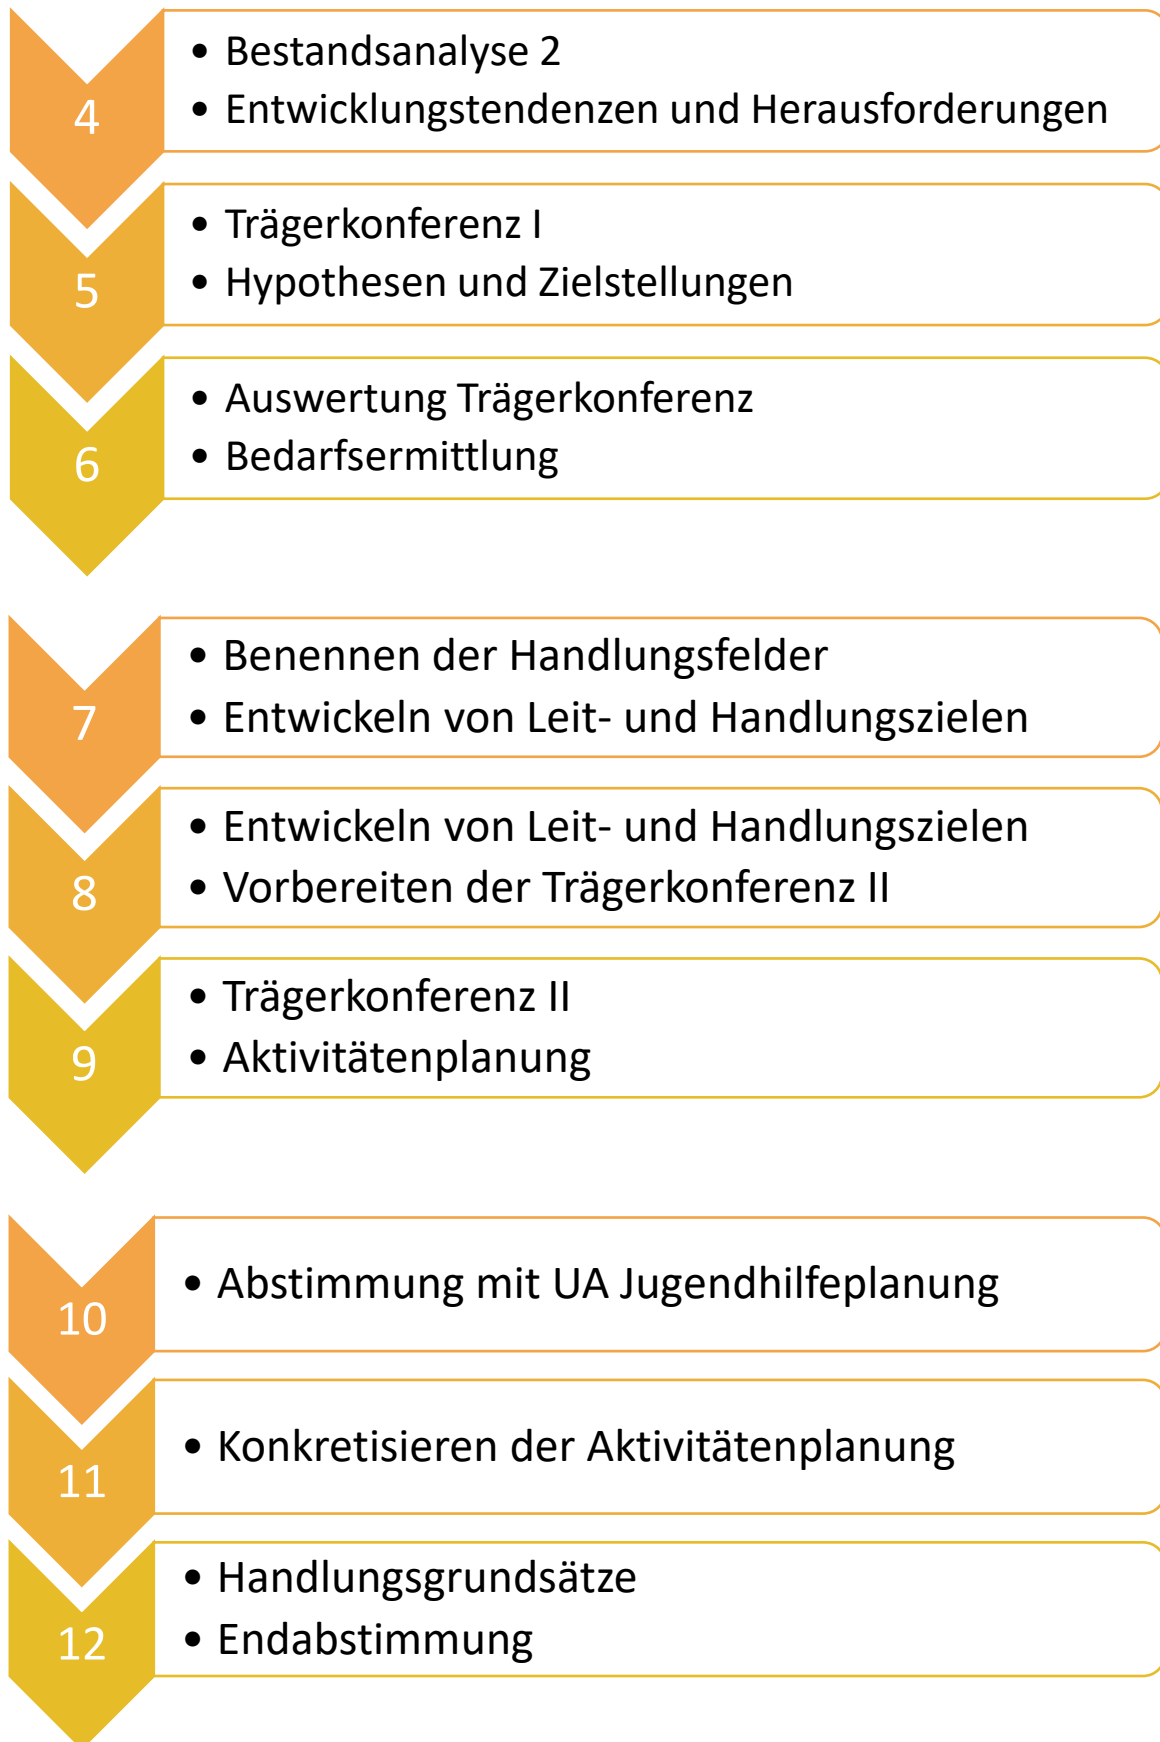 4
• Bestandsanalyse 2
• Entwicklungstendenzen und Herausforderungen
5
• Trägerkonferenz I
• Hypothesen und Zielstellungen
6
• Auswertung Trägerkonferenz
• Bedarfsermittlung
7
• Benennen der Handlungsfelder
• Entwickeln von Leit- und Handlungszielen
8
• Entwickeln von Leit- und Handlungszielen
• Vorbereiten der Trägerkonferenz II
9
• Trägerkonferenz II
• Aktivitätenplanung
10
• Abstimmung mit UA Jugendhilfeplanung
11
• Konkretisieren der Aktivitätenplanung
12
• Handlungsgrundsätze
• Endabstimmung